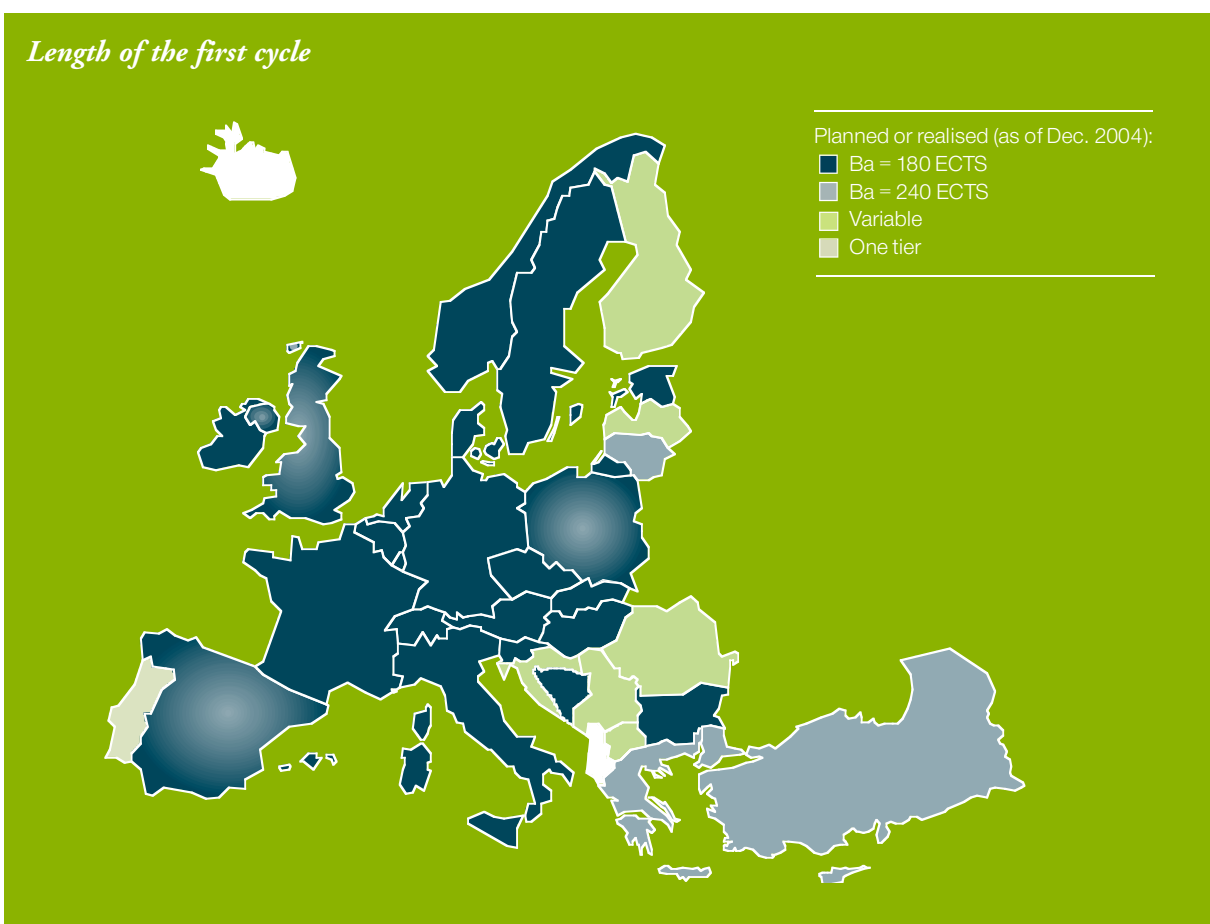 Length of the first cycle
Planned or realised (as of Dec. 2004):
Ba = 180 ECTS
Ba = 240 ECTS
Variable
One tier